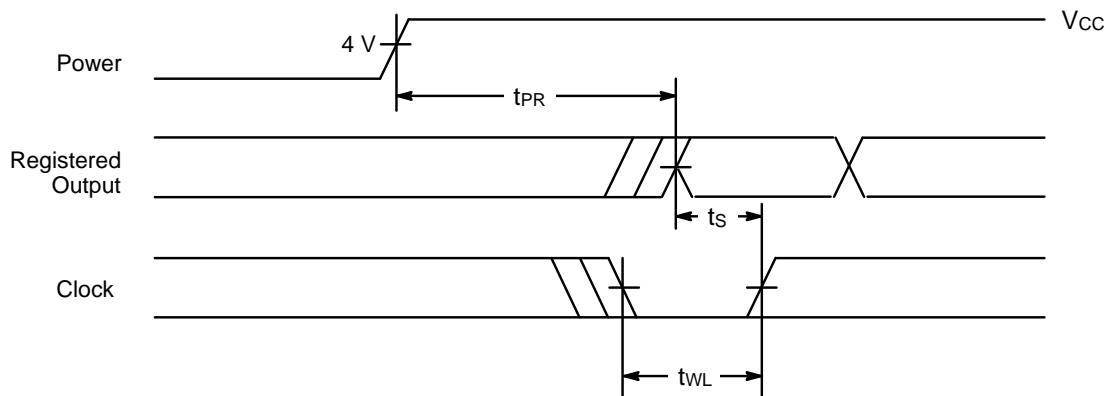 VCC
4 V
Power
tPR
Registered
Output
tS
Clock
tWL